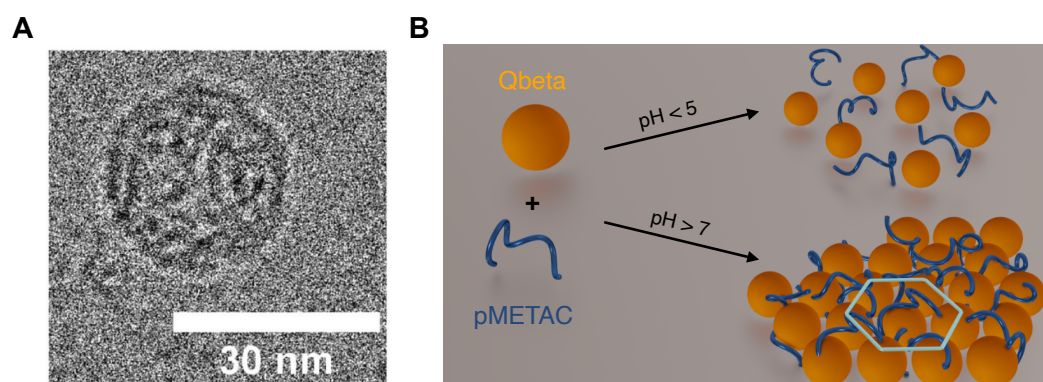 A
B
30 nm
Qbeta
+
pMETAC
pH < 5
pH > 7